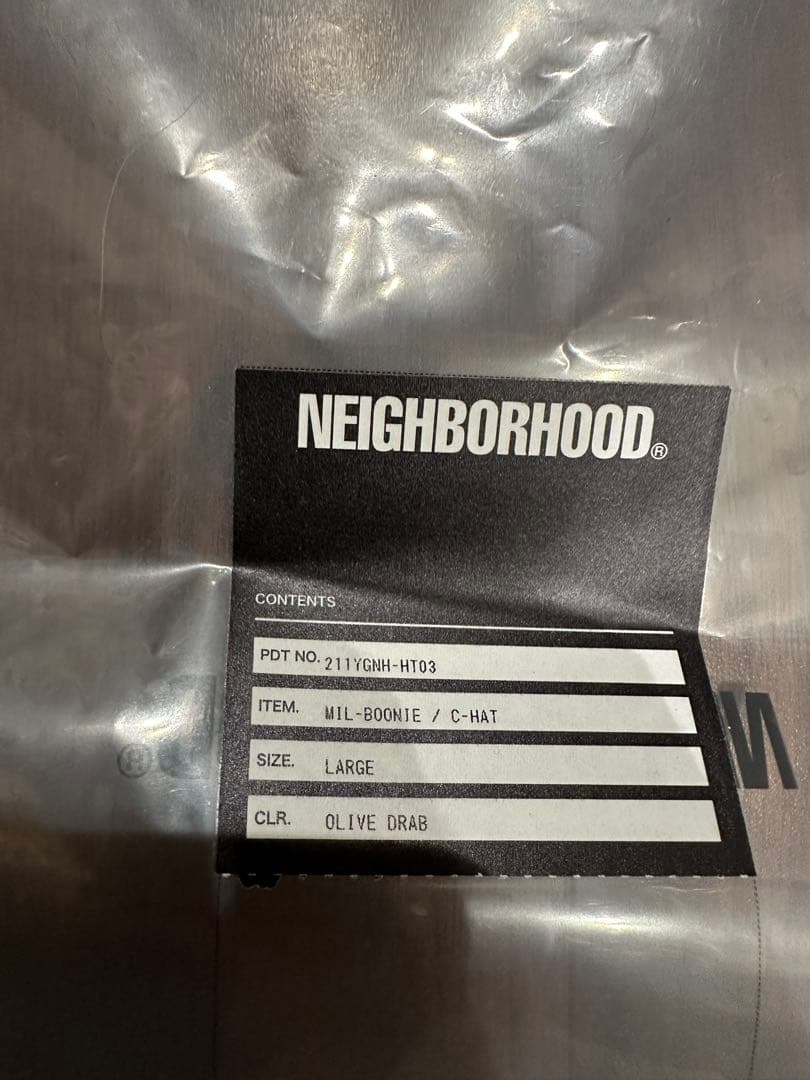 NEIGHBORHOOD®
CONTENTS
PDT NO. 211YGNH-HT03
ITEM. MIL-BOONIE / C-HAT
SIZE. LARGE
CLR. OLIVE DRAB